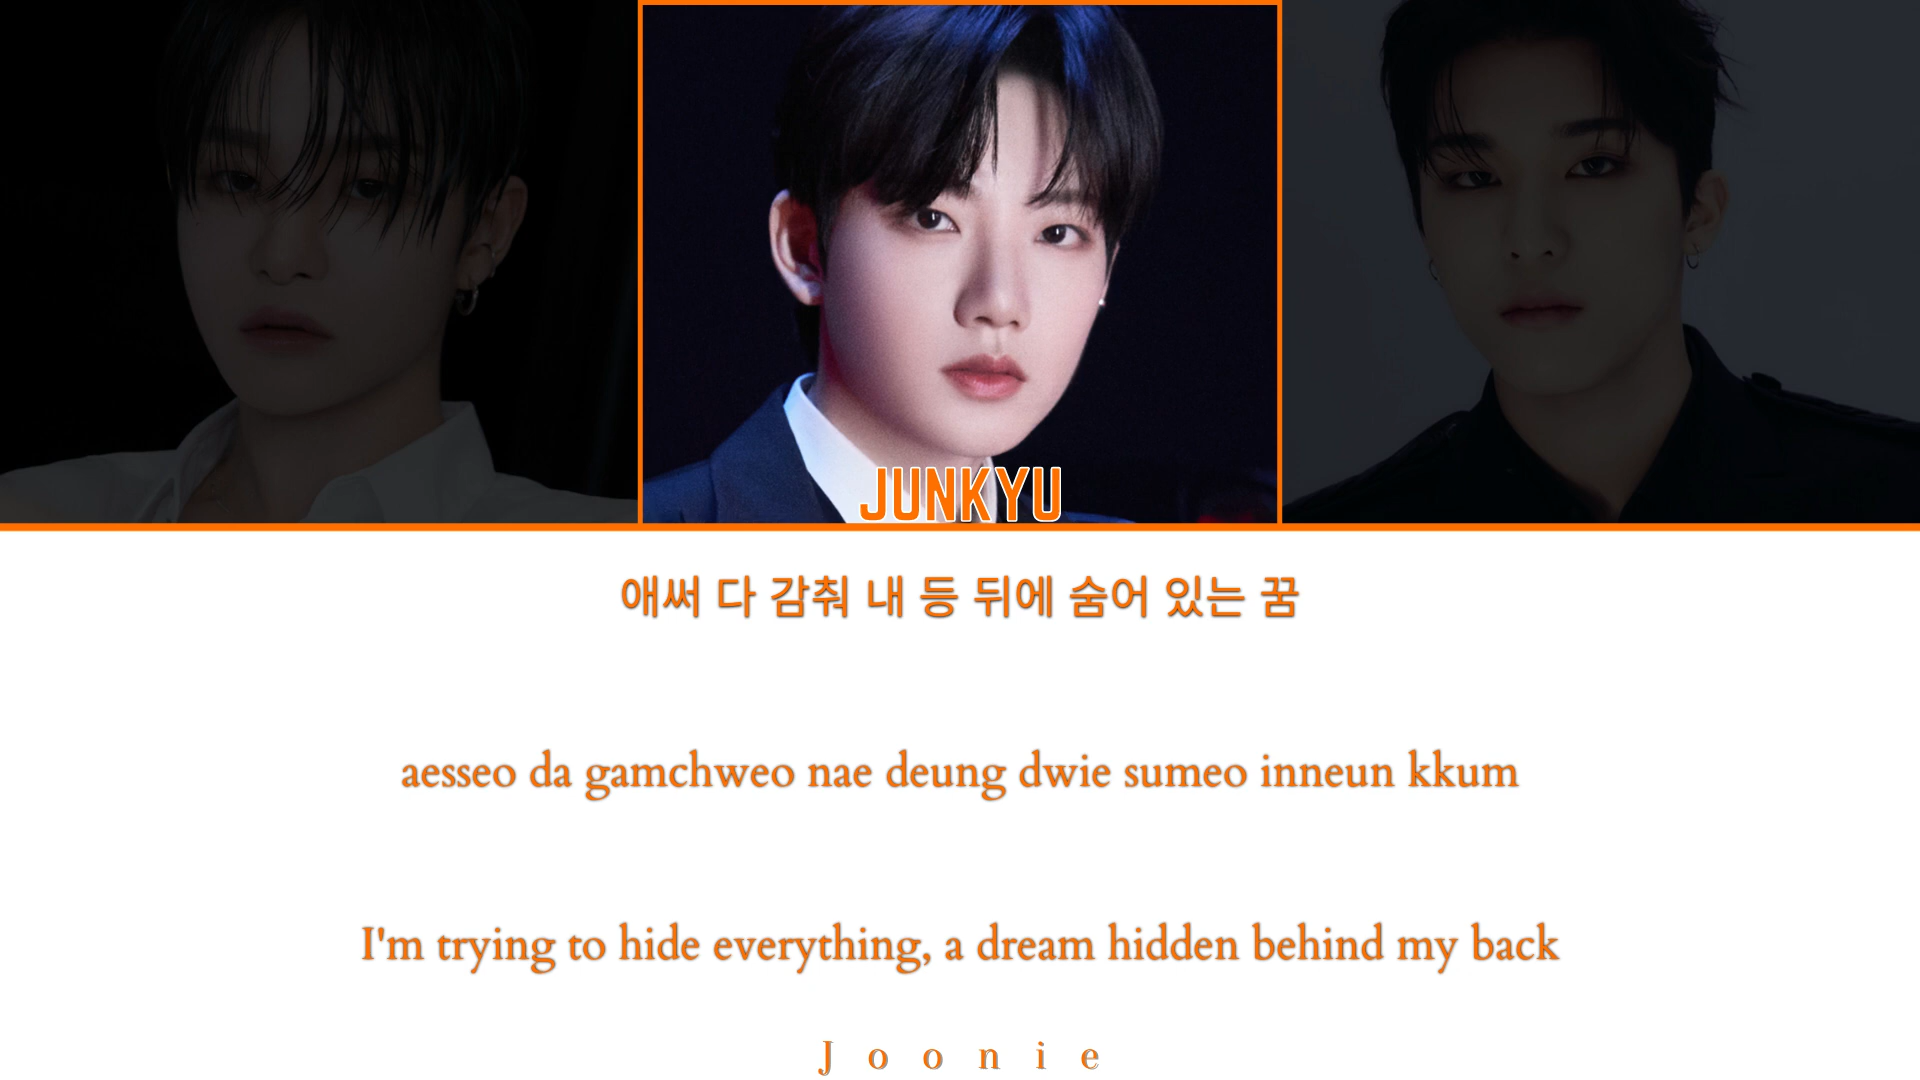 JUNKYU
애써 다 감춰 내 등 뒤에 숨어 있는 꿈
aesseo da gamchweo nae deung dwie sumeo inneun kkum
I'm trying to hide everything, a dream hidden behind my back
Joonie